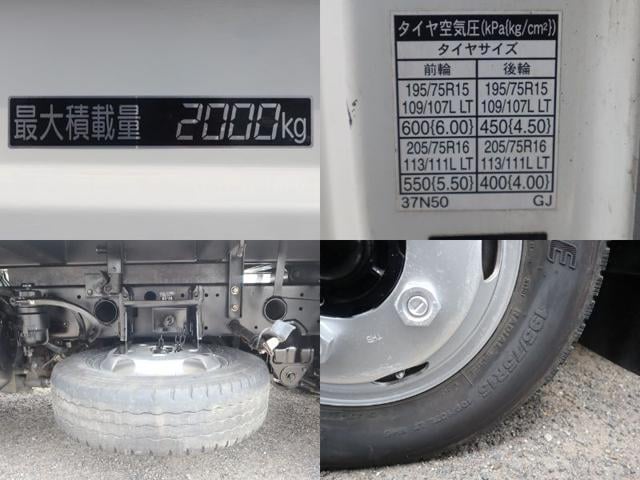 最大積載量 2000kg
タイヤ空気圧(kPa{kg/cm²})
タイヤサイズ
前輪 後輪
195/75R15 195/75R15
109/107L LT 109/107L LT
600{6.00} 450{4.50}
205/75R16 205/75R16
113/111L LT 113/111L LT
550{5.50} 400{4.00}
37N50 GJ
195/75R15